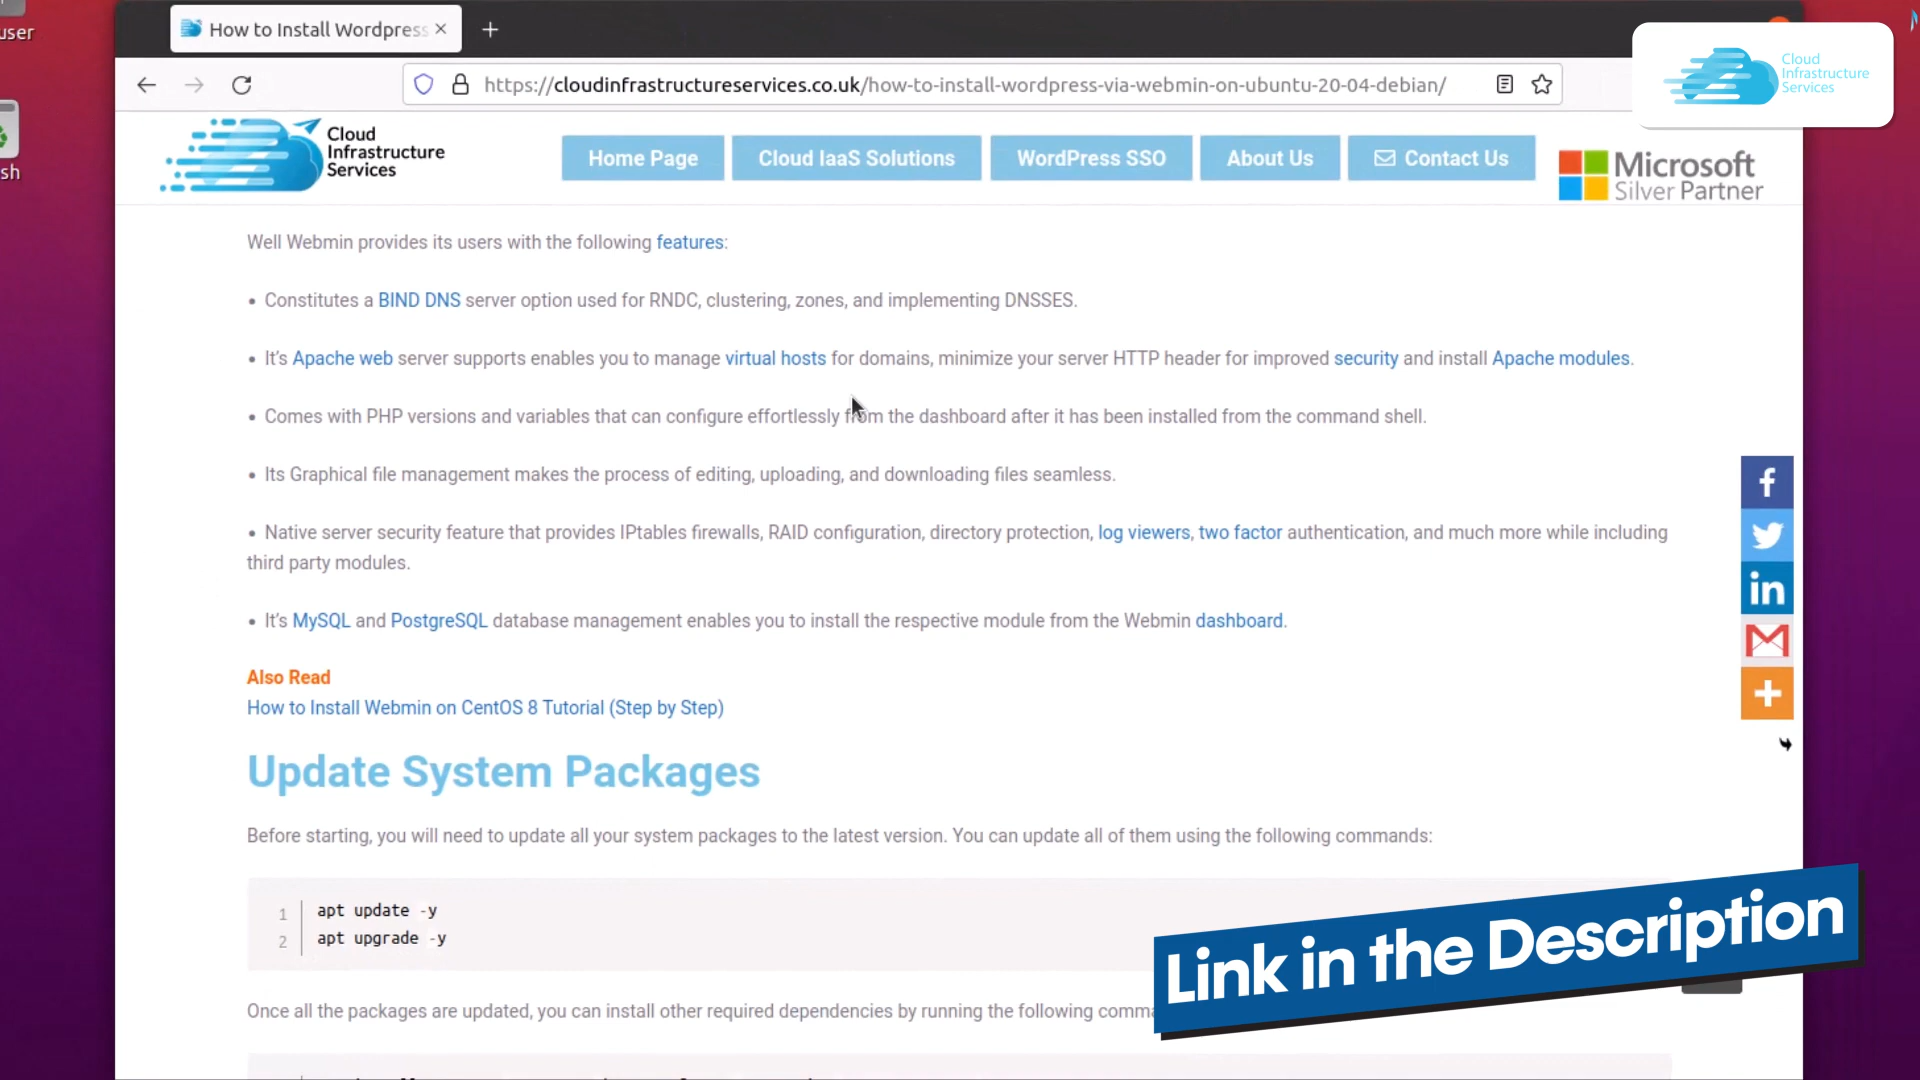 user
How to Install Wordpress
https://cloudinfrastructureservices.co.uk/how-to-install-wordpress-via-webmin-on-ubuntu-20-04-debian/
Cloud
Infrastructure
Services
sh
Cloud
Infrastructure
Services
Home Page
Cloud IaaS Solutions
WordPress SSO
About Us
Contact Us
Microsoft
Silver Partner
Well Webmin provides its users with the following features:
• Constitutes a BIND DNS server option used for RNDC, clustering, zones, and implementing DNSSES.
• It's Apache web server supports enables you to manage virtual hosts for domains, minimize your server HTTP header for improved security and install Apache modules.
• Comes with PHP versions and variables that can configure effortlessly from the dashboard after it has been installed from the command shell.
• Its Graphical file management makes the process of editing, uploading, and downloading files seamless.
• Native server security feature that provides IPtables firewalls, RAID configuration, directory protection, log viewers, two factor authentication, and much more while including
third party modules.
• It's MySQL and PostgreSQL database management enables you to install the respective module from the Webmin dashboard.
Also Read
How to Install Webmin on CentOS 8 Tutorial (Step by Step)
Update System Packages
Before starting, you will need to update all your system packages to the latest version. You can update all of them using the following commands:
1 apt update -y
2 apt upgrade -y
Once all the packages are updated, you can install other required dependencies by running the following comma
Link in the Description